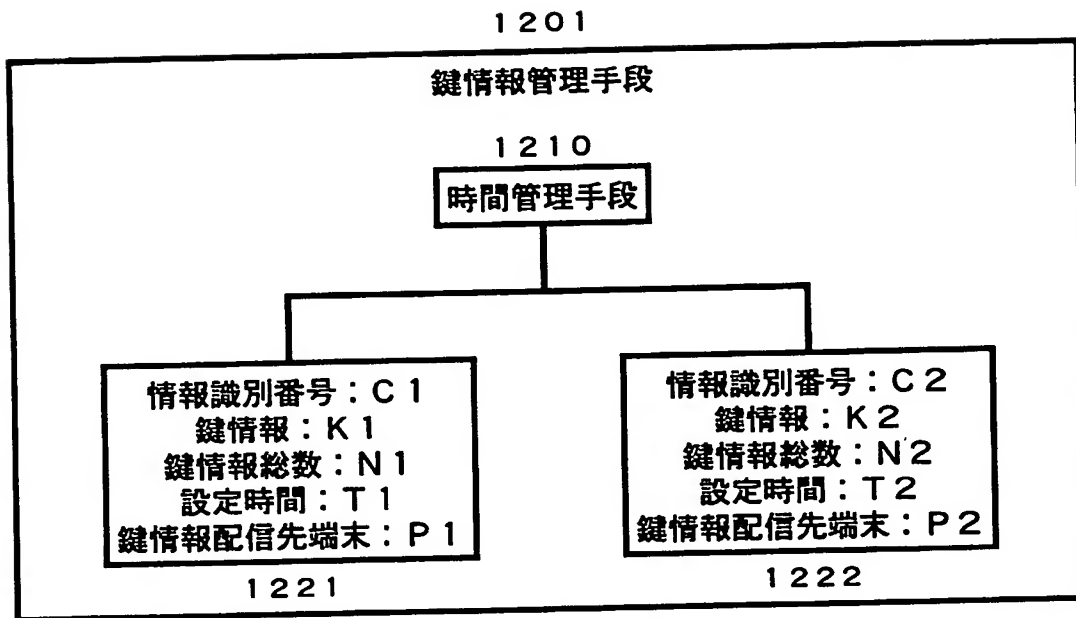 1201
鍵情報管理手段
1210
時間管理手段
情報識別番号：C1
鍵情報：K1
鍵情報総数：N1
設定時間：T1
鍵情報配信先端末：P1
1221
情報識別番号：C2
鍵情報：K2
鍵情報総数：N2
設定時間：T2
鍵情報配信先端末：P2
1222